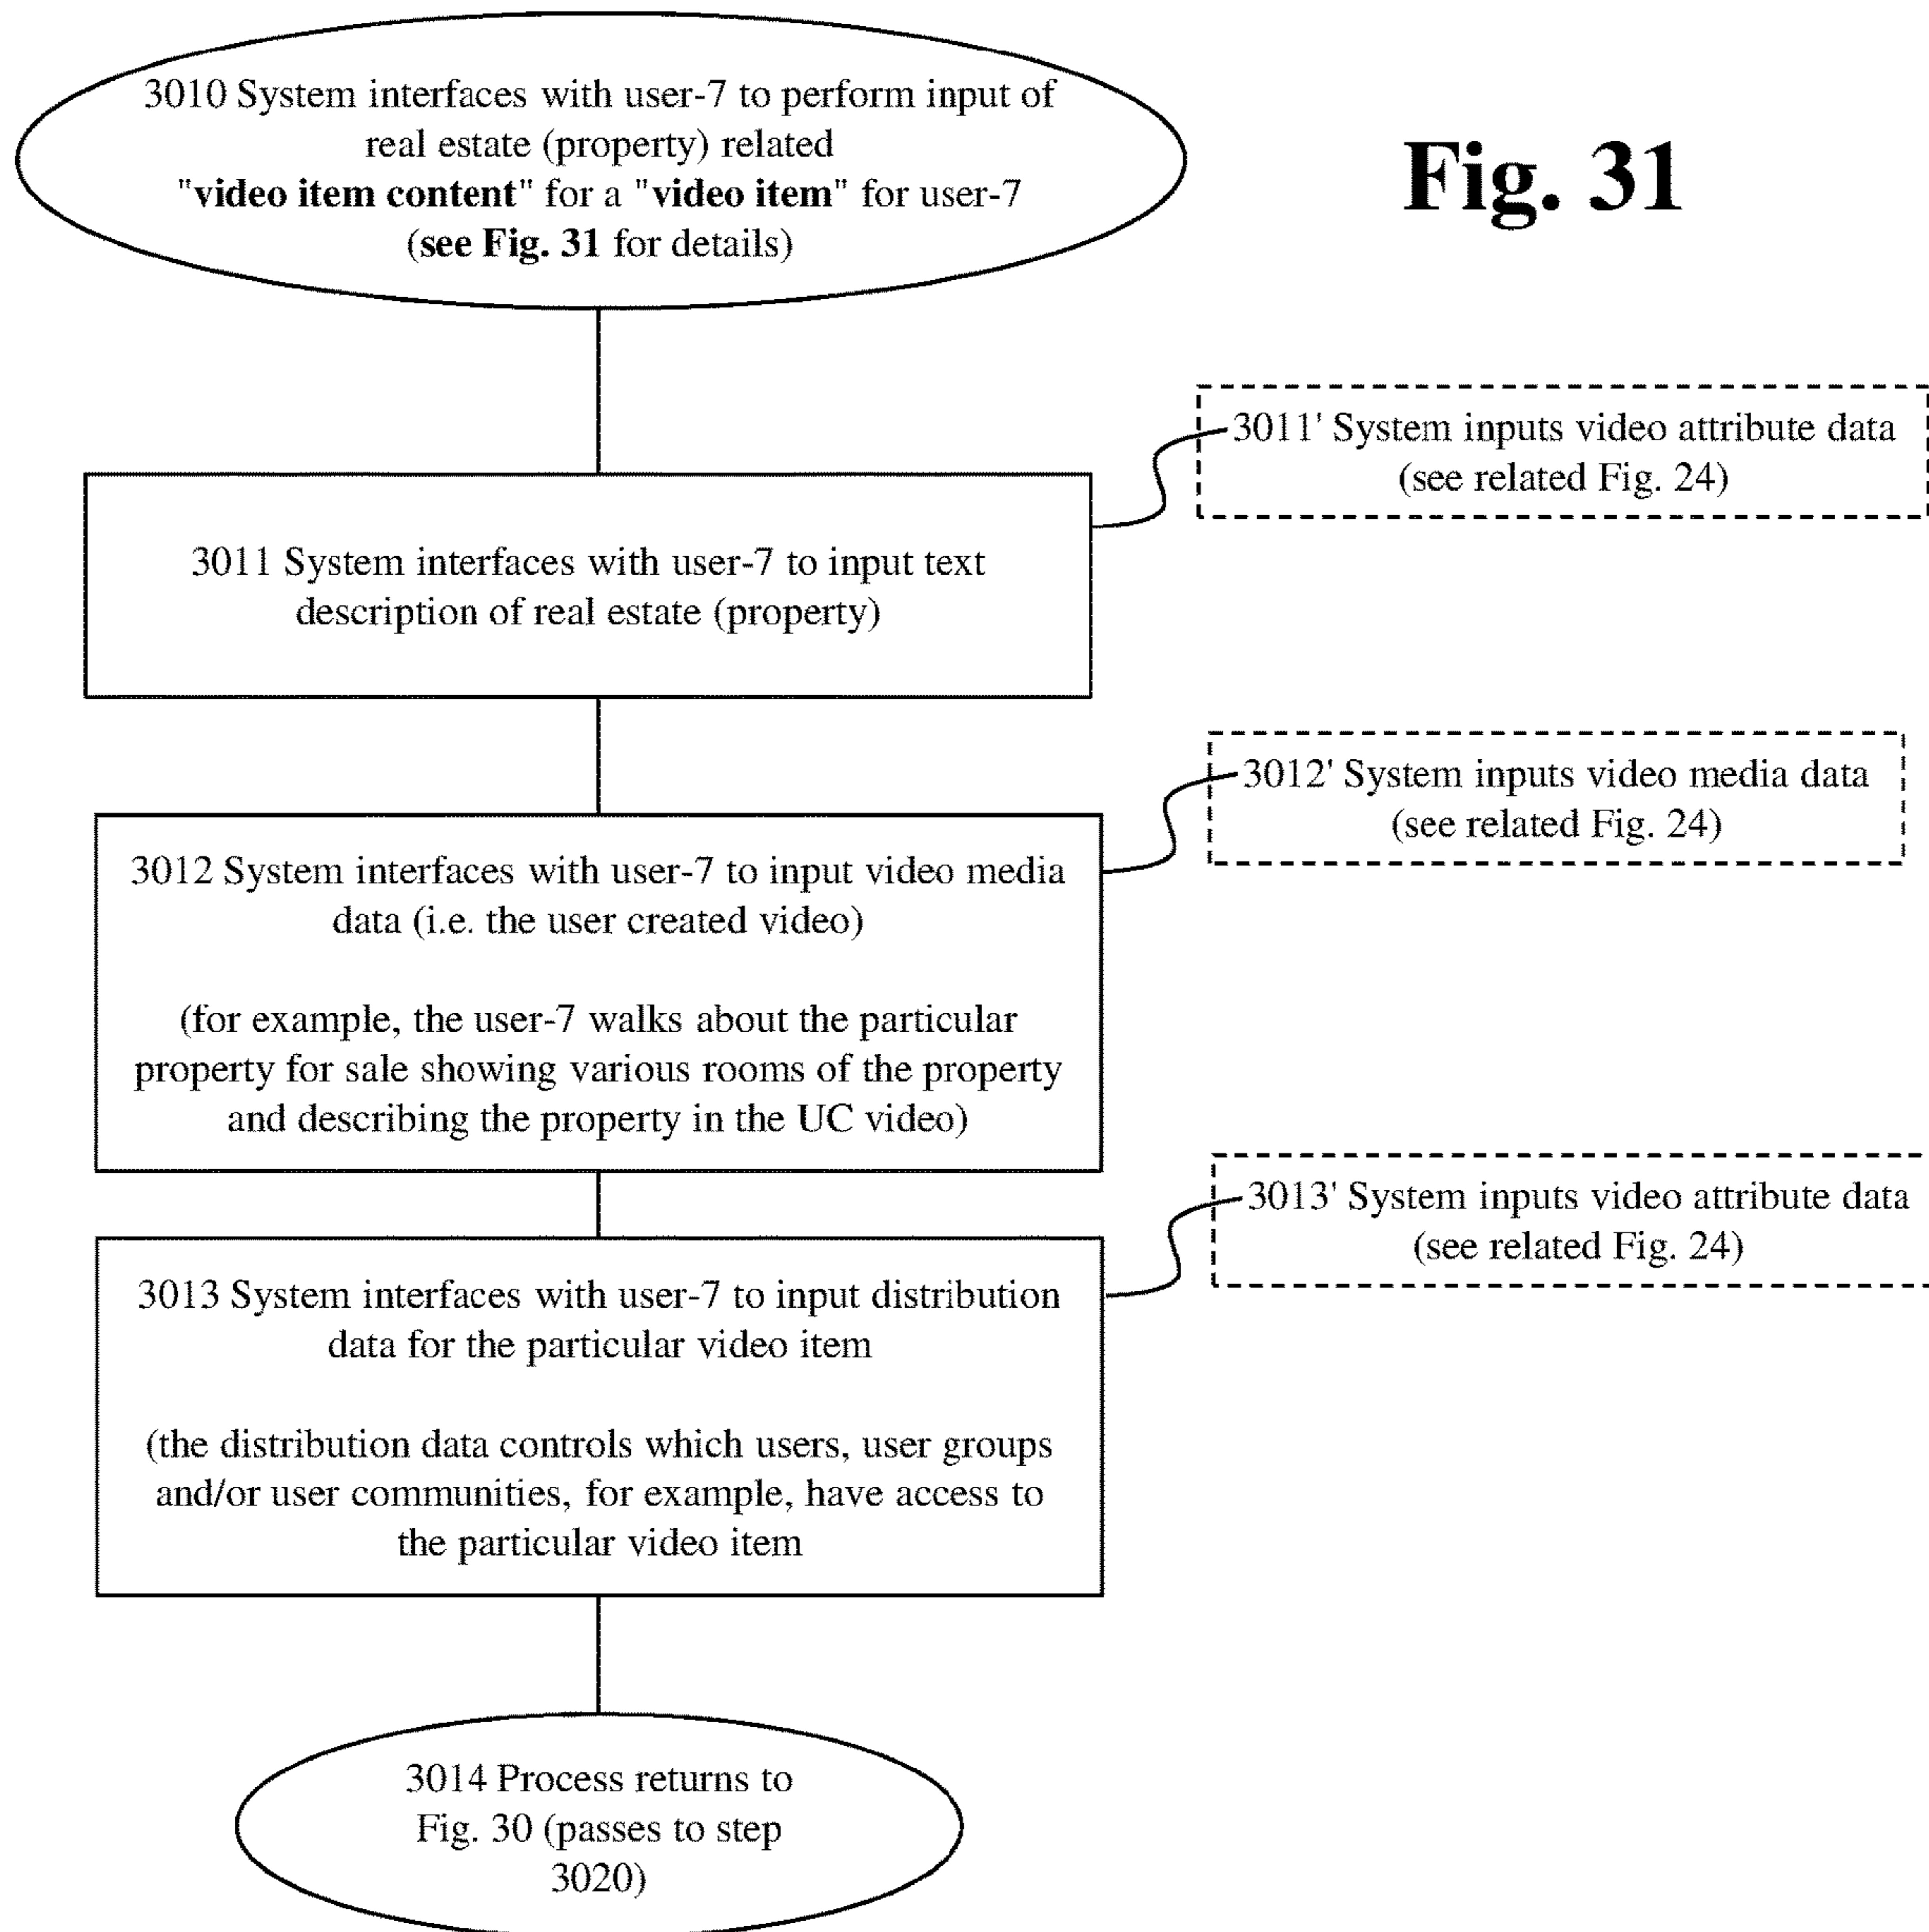 3010 System interfaces with user-7 to perform input of
real estate (property) related
"video item content" for a "video item" for user-7
(see Fig. 31 for details)
Fig. 31
3011' System inputs video attribute data
(see related Fig. 24)
3011 System interfaces with user-7 to input text
description of real estate (property)
3012' System inputs video media data
(see related Fig. 24)
3012 System interfaces with user-7 to input video media
data (i.e. the user created video)
(for example, the user-7 walks about the particular
property for sale showing various rooms of the property
and describing the property in the UC video)
3013' System inputs video attribute data
(see related Fig. 24)
3013 System interfaces with user-7 to input distribution
data for the particular video item
(the distribution data controls which users, user groups
and/or user communities, for example, have access to
the particular video item
3014 Process returns to
Fig. 30 (passes to step
3020)